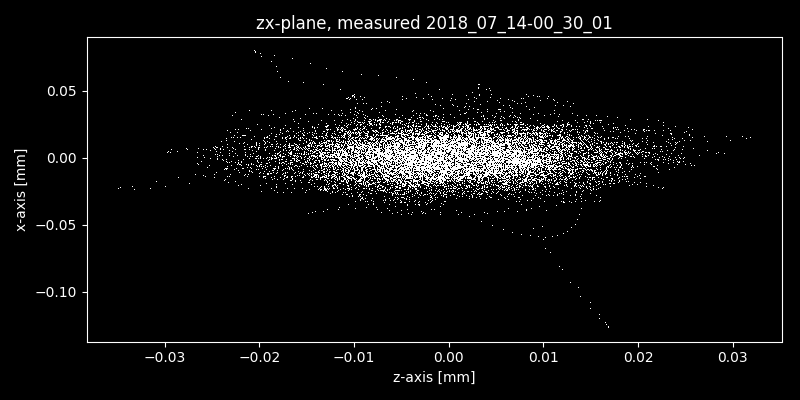 zx-plane, measured 2018_07_14-00_30_01
x-axis [mm]
0.05
0.00
−0.05
−0.10
−0.03 −0.02 −0.01 0.00 0.01 0.02 0.03
z-axis [mm]